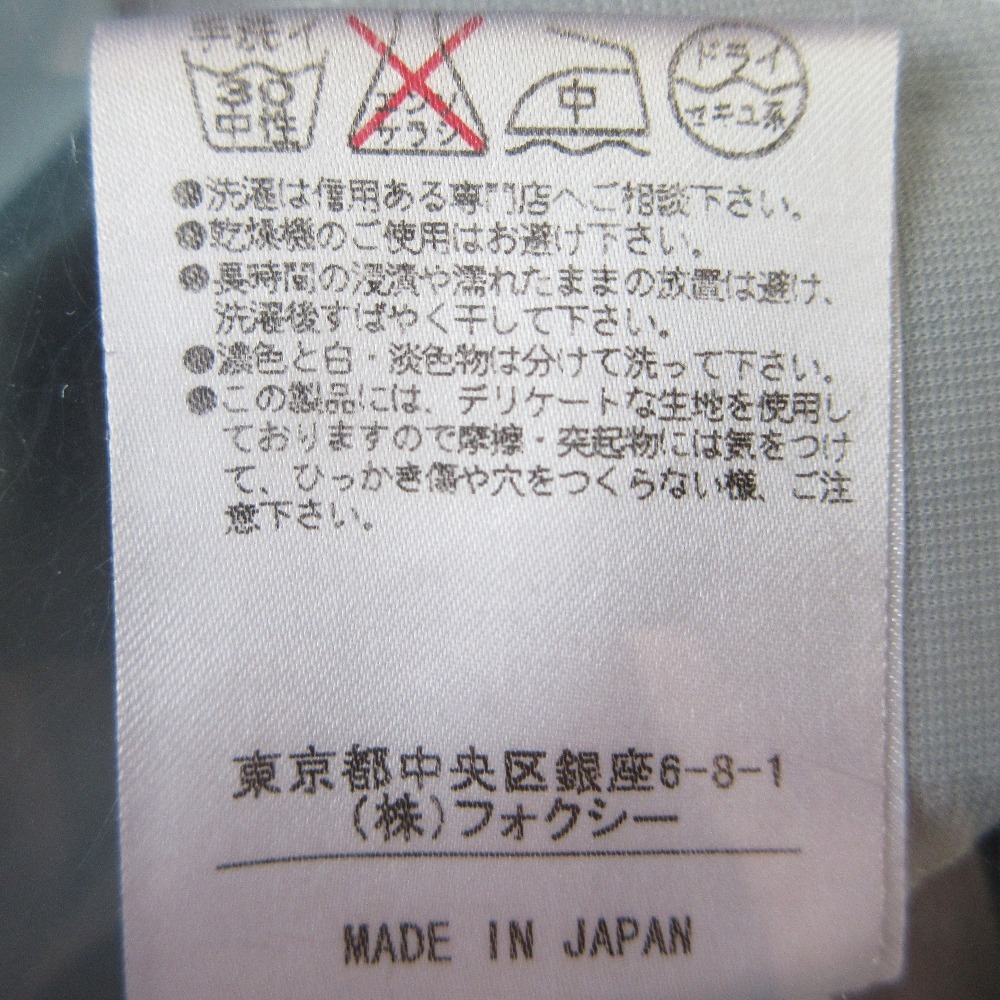 手洗イ
30
中性
エンソ
サラシ
中
ドライ
セキユ系
●洗濯は信用ある専門店へご相談下さい。
●乾燥機のご使用はお避け下さい。
●長時間の浸漬や濡れたままの放置は避け、
洗濯後すばやく干して下さい。
●濃色と白・淡色物は分けて洗って下さい。
●この製品には、デリケートな生地を使用し
ておりますので摩擦・突起物には気をつけ
て、ひっかき傷や穴をつくらない様、ご注
意下さい。
東京都中央区銀座6-8-1
(株)フォクシー
MADE IN JAPAN